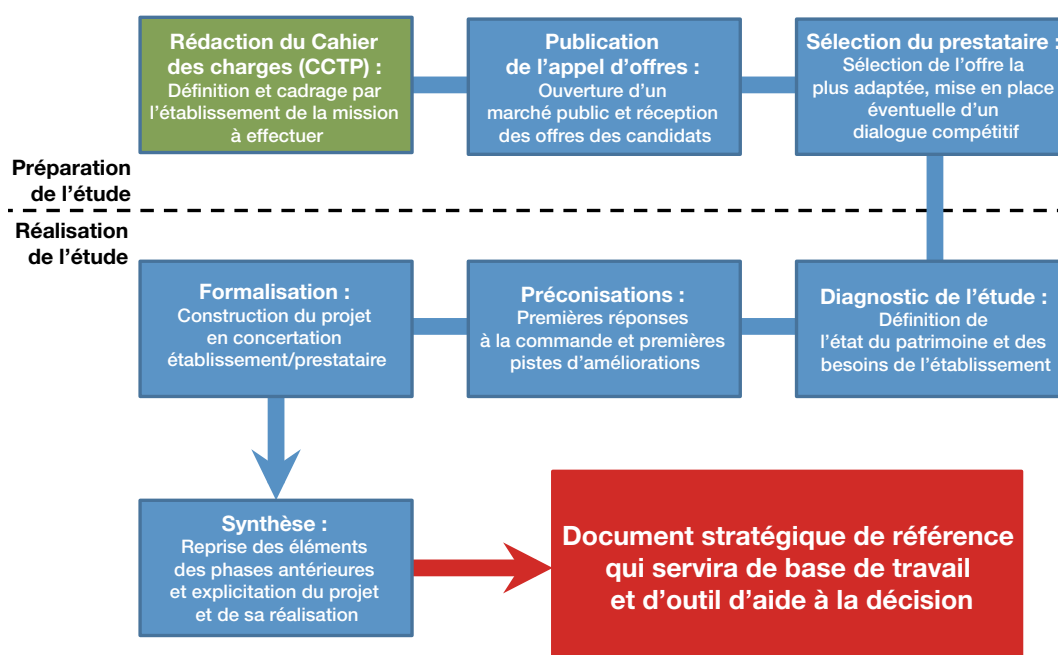 Rédaction du Cahier
des charges (CCTP) :
Définition et cadrage par
l’établissement de la mission
à effectuer
Publication
de l’appel d’offres :
Ouverture d’un
marché public et réception
des offres des candidats
Sélection du prestataire :
Sélection de l’offre la
plus adaptée, mise en place
éventuelle d’un
dialogue compétitif
Préparation
de l’étude
Réalisation
de l’étude
Formalisation :
Construction du projet
en concertation
établissement/prestataire
Préconisations :
Premières réponses
à la commande et premières
pistes d’améliorations
Diagnostic de l’étude :
Définition de
l’état du patrimoine et des
besoins de l’établissement
Synthèse :
Reprise des éléments
des phases antérieures
et explicitation du projet
et de sa réalisation
Document stratégique de référence
qui servira de base de travail
et d’outil d’aide à la décision